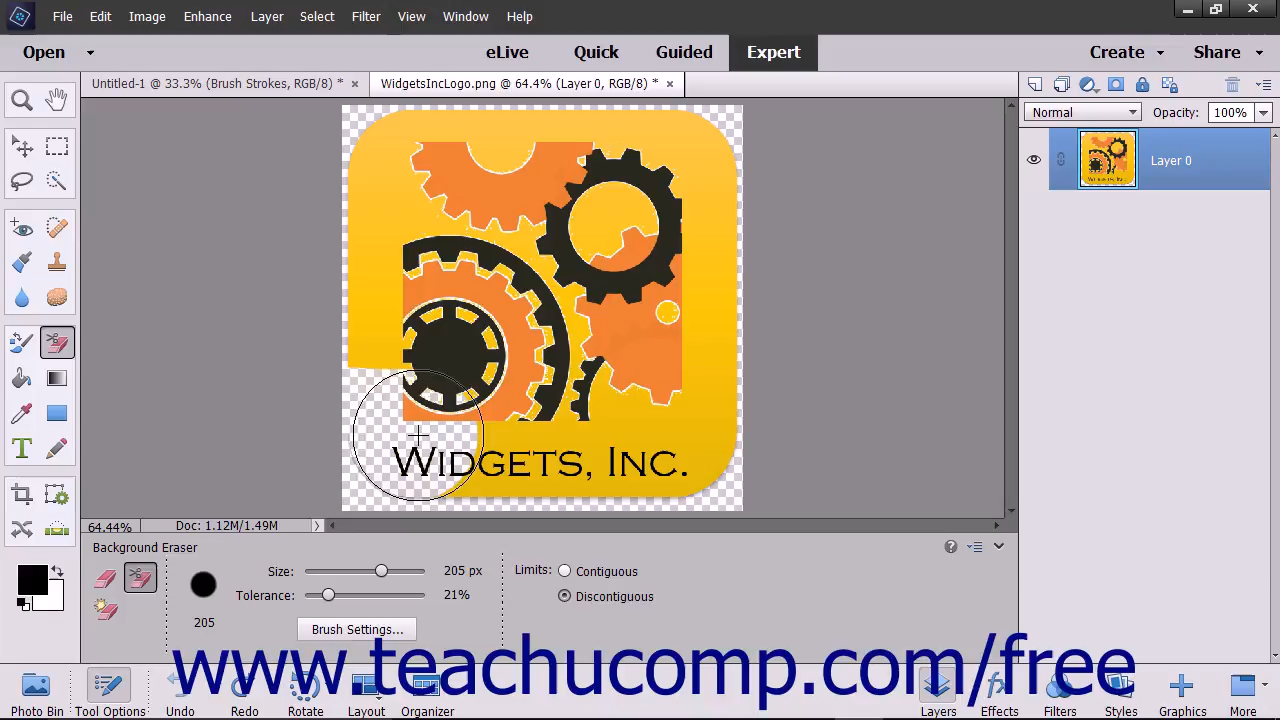 File Edit Image Enhance Layer Select Filter View Window Help
Open eLive Quick Guided Expert Create Share
Untitled-1 @ 33.3% (Brush Strokes, RGB/8) * × WidgetsIncLogo.png @ 64.4% (Layer 0, RGB/8) * ×
Normal Opacity: 100%
Layer 0
WIDGETS, INC.
64.44% Doc: 1.12M/1.49M
Background Eraser
Size: 205 px
Tolerance: 21%
Limits: Contiguous
Discontiguous
205
Brush Settings...
www.teachucomp.com/free
Photo Bin Tool Options Undo Redo Rotate Layout Organizer Layers Effects Filters Styles Graphics More